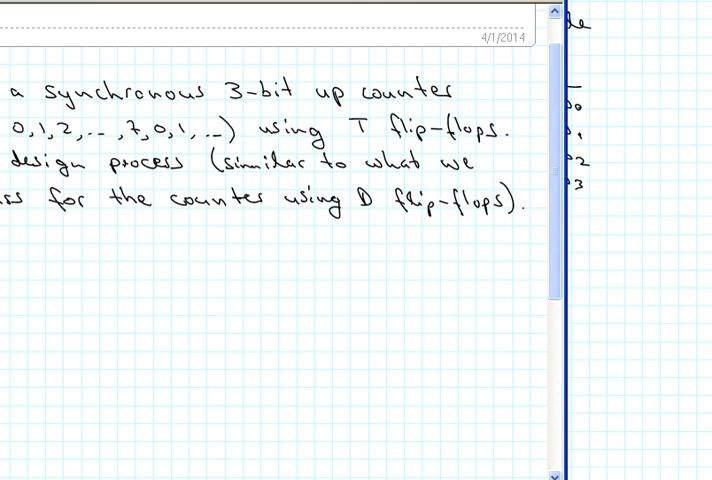 4/1/2014
a synchronous 3-bit up counter
0,1,2,...,7,0,1,...) using T flip-flops.
design process (similar to what we
for the counter using D flip-flops).